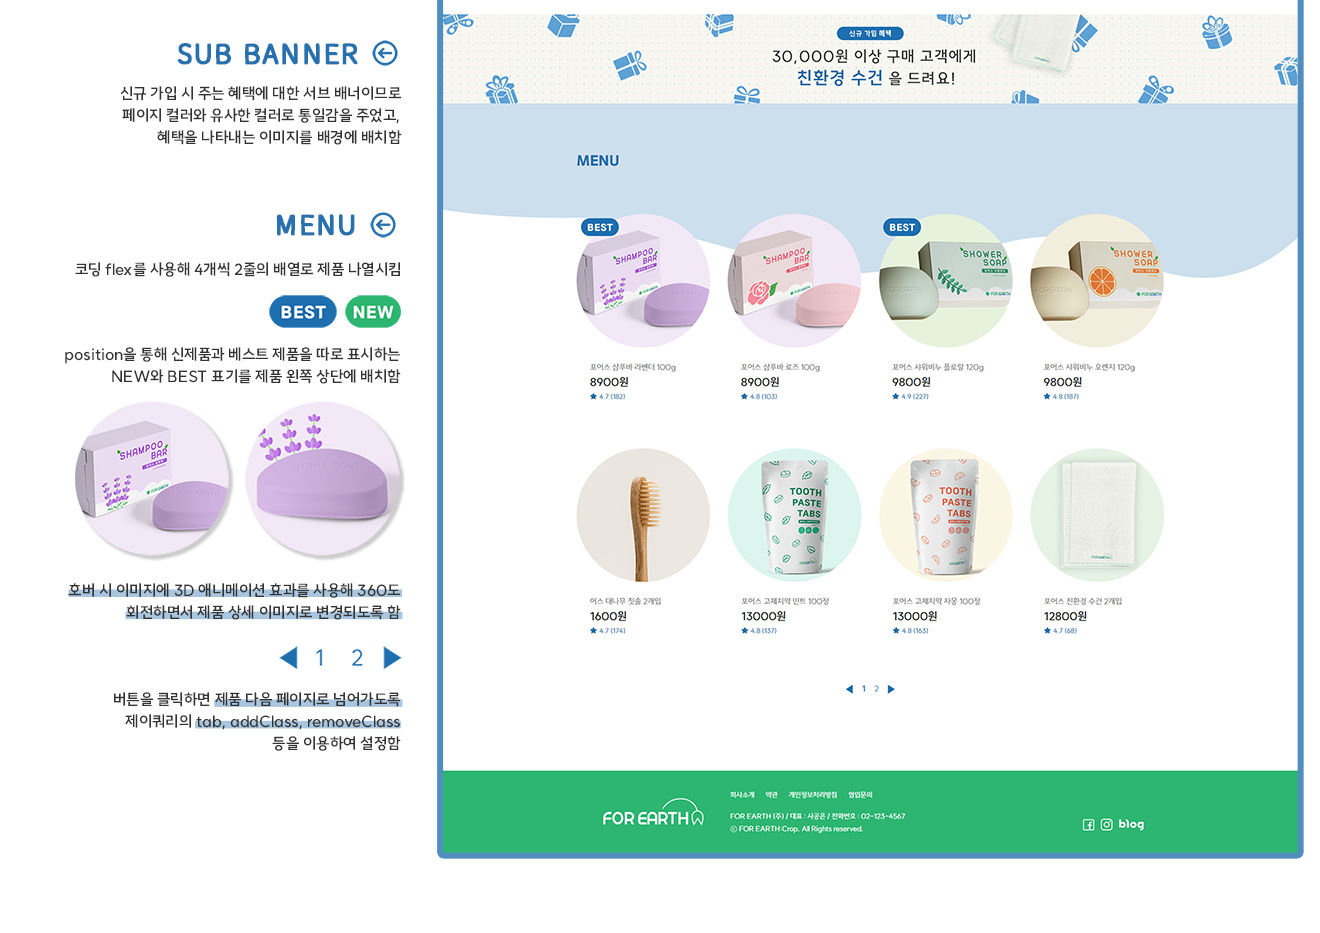 SUB BANNER
신규 가입 시 주는 혜택에 대한 서브 배너이므로
페이지 컬러와 유사한 컬러로 통일감을 주었고,
혜택을 나타내는 이미지를 배경에 배치함
MENU
코딩 flex를 사용해 4개씩 2줄의 배열로 제품 나열시킴
BEST NEW
position을 통해 신제품과 베스트 제품을 따로 표시하는
NEW와 BEST 표기를 제품 왼쪽 상단에 배치함
SHAMPOO
BAR
FOR EARTH
호버 시 이미지에 3D 애니메이션 효과를 사용해 360도
회전하면서 제품 상세 이미지로 변경되도록 함
1 2
버튼을 클릭하면 제품 다음 페이지로 넘어가도록
제이쿼리의 tab, addClass, removeClass
등을 이용하여 설정함
신규 가입 혜택
30,000원 이상 구매 고객에게
친환경 수건 을 드려요!
MENU
BEST
SHAMPOO
BAR
FOR EARTH
SHAMPOO
BAR
FOR EARTH
BEST
SHOWER
SOAP
FOR EARTH
SHOWER
SOAP
FOR EARTH
포어스 샴푸바 라벤더 100g
8900원
4.7 (182)
포어스 샴푸바 로즈 100g
8900원
4.8 (103)
포어스 샤워비누 플로랄 120g
9800원
4.9 (227)
포어스 샤워비누 오렌지 120g
9800원
4.8 (187)
TOOTH
PASTE
TABS
FOR EARTH
TOOTH
PASTE
TABS
FOR EARTH
FOR EARTH
어스 대나무 칫솔 2개입
1600원
4.7 (174)
포어스 고체치약 민트 100정
13000원
4.8 (137)
포어스 고체치약 자몽 100정
13000원
4.8 (163)
포어스 친환경 수건 2개입
12800원
4.7 (68)
1 2
FOR EARTH
회사소개 약관 개인정보처리방침 협업문의
FOR EARTH (주) / 대표 : 사공은 / 전화번호 : 02-123-4567
ⓒ FOR EARTH:Crop. All Rights reserved.
blog